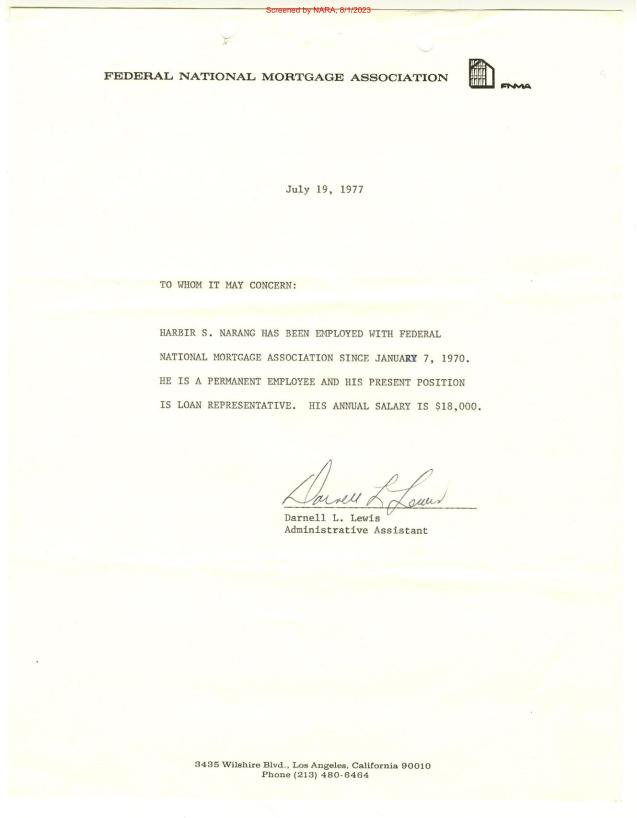 Screened by NARA, 8/1/2023
FEDERAL NATIONAL MORTGAGE ASSOCIATION
FNMA
July 19, 1977
TO WHOM IT MAY CONCERN:
HARBIR S. NARANG HAS BEEN EMPLOYED WITH FEDERAL
NATIONAL MORTGAGE ASSOCIATION SINCE JANUARY 7, 1970.
HE IS A PERMANENT EMPLOYEE AND HIS PRESENT POSITION
IS LOAN REPRESENTATIVE.  HIS ANNUAL SALARY IS $18,000.
Darnell L Lewis
Darnell L. Lewis
Administrative Assistant
3435 Wilshire Blvd., Los Angeles, California 90010
Phone (213) 480-6464